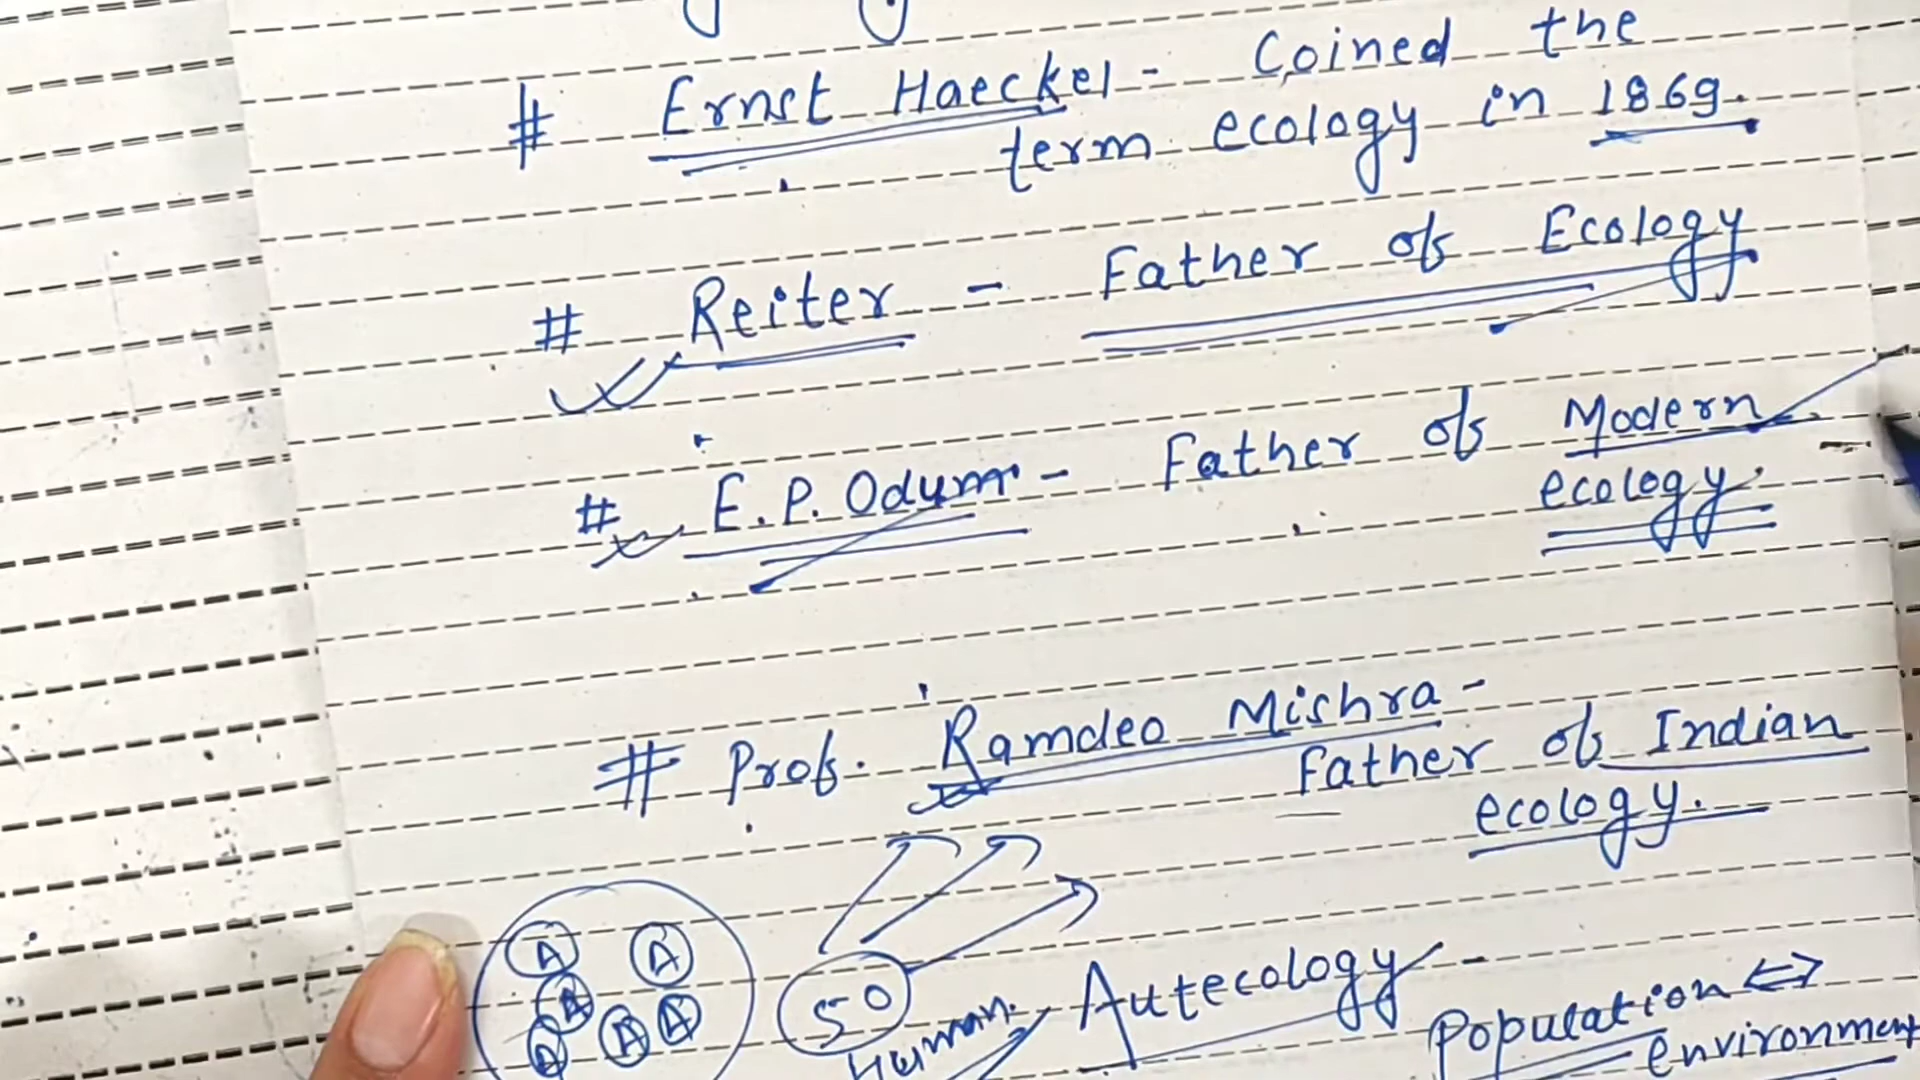 # Ernst Haeckel - Coined the
term ecology in 1869.
# Reiter - Father of Ecology
# E.P. Odum - Father of Modern
ecology.
# Prof. Ramdeo Mishra -
Father of Indian
ecology.
A A
A A A
A
50
Human.
Autecology -
Population ↔
environment